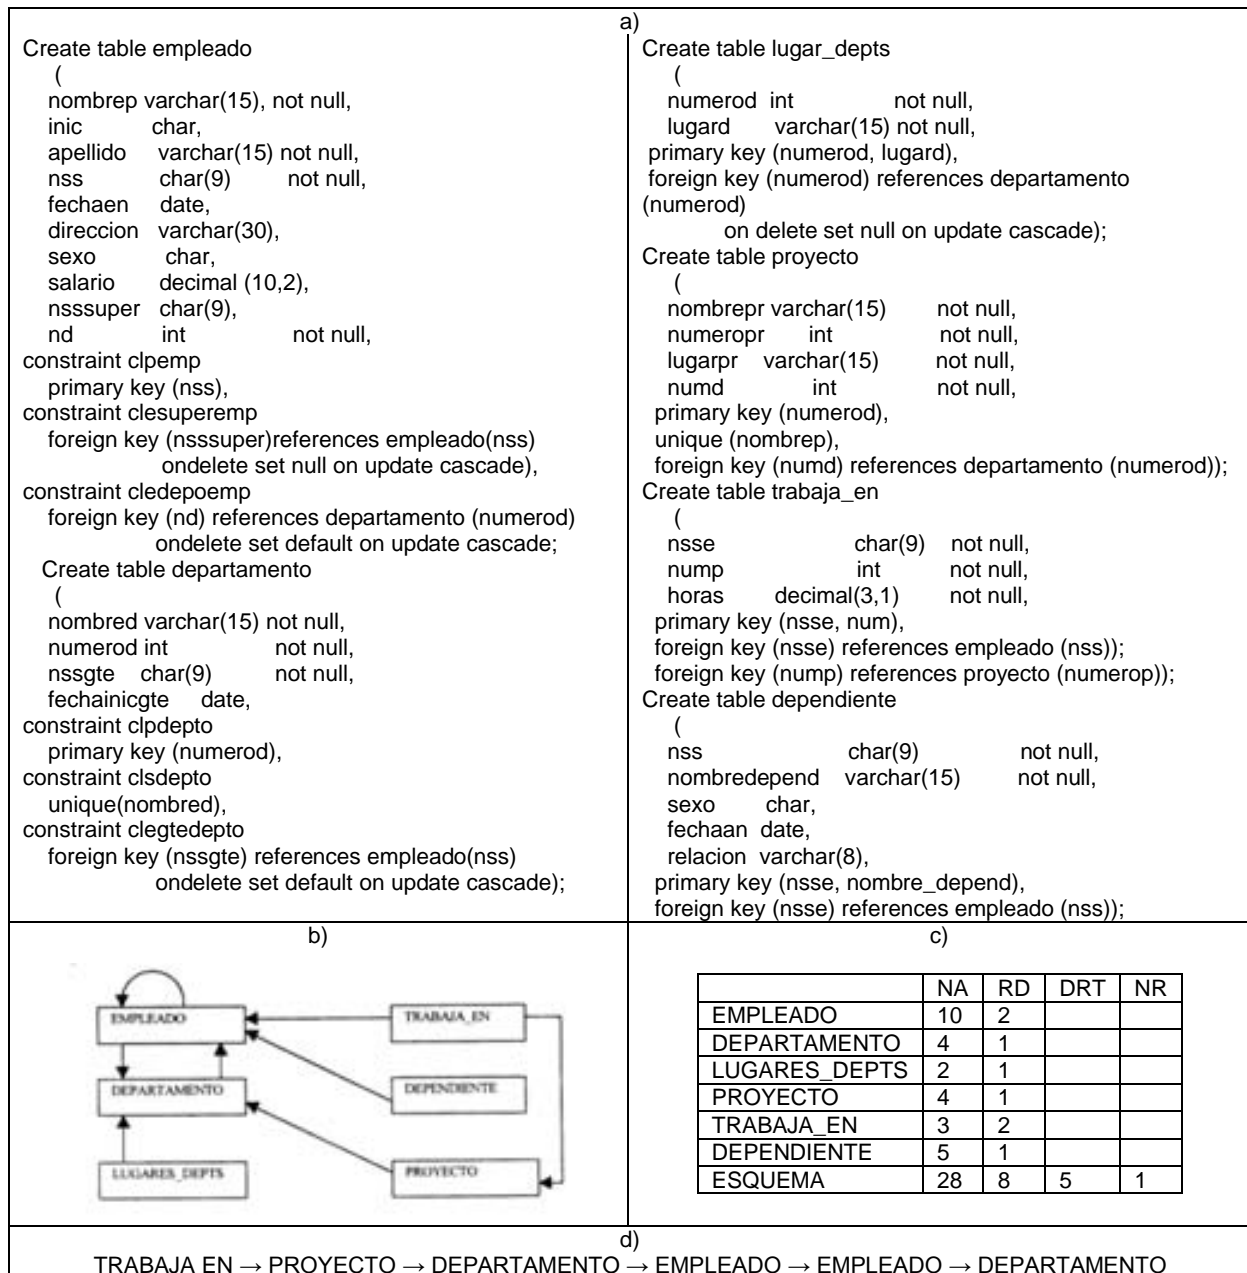 a)
Create table empleado
(
nombrep varchar(15), not null,
inic char,
apellido varchar(15) not null,
nss char(9) not null,
fechaen date,
direccion varchar(30),
sexo char,
salario decimal (10,2),
nsssuper char(9),
nd int not null,
constraint clpemp
primary key (nss),
constraint clesuperemp
foreign key (nsssuper)references empleado(nss)
ondelete set null on update cascade),
constraint cledepoemp
foreign key (nd) references departamento (numerod)
ondelete set default on update cascade;
Create table departamento
(
nombred varchar(15) not null,
numerod int not null,
nssgte char(9) not null,
fechainicgte date,
constraint clpdepto
primary key (numerod),
constraint clsdepto
unique(nombred),
constraint clegtedepto
foreign key (nssgte) references empleado(nss)
ondelete set default on update cascade);
Create table lugar_depts
(
numerod int not null,
lugard varchar(15) not null,
primary key (numerod, lugard),
foreign key (numerod) references departamento
(numerod)
on delete set null on update cascade);
Create table proyecto
(
nombrepr varchar(15) not null,
numeropr int not null,
lugarpr varchar(15) not null,
numd int not null,
primary key (numerod),
unique (nombrep),
foreign key (numd) references departamento (numerod));
Create table trabaja_en
(
nsse char(9) not null,
nump int not null,
horas decimal(3,1) not null,
primary key (nsse, num),
foreign key (nsse) references empleado (nss));
foreign key (nump) references proyecto (numerop));
Create table dependiente
(
nss char(9) not null,
nombredepend varchar(15) not null,
sexo char,
fechaan date,
relacion varchar(8),
primary key (nsse, nombre_depend),
foreign key (nsse) references empleado (nss));
b)
EMPLEADO
TRABAJA_EN
DEPARTAMENTO
DEPENDIENTE
LUGARES_DEPTS
PROYECTO
c)
NA RD DRT NR
EMPLEADO 10 2
DEPARTAMENTO 4 1
LUGARES_DEPTS 2 1
PROYECTO 4 1
TRABAJA_EN 3 2
DEPENDIENTE 5 1
ESQUEMA 28 8 5 1
d)
TRABAJA EN → PROYECTO → DEPARTAMENTO → EMPLEADO → EMPLEADO → DEPARTAMENTO